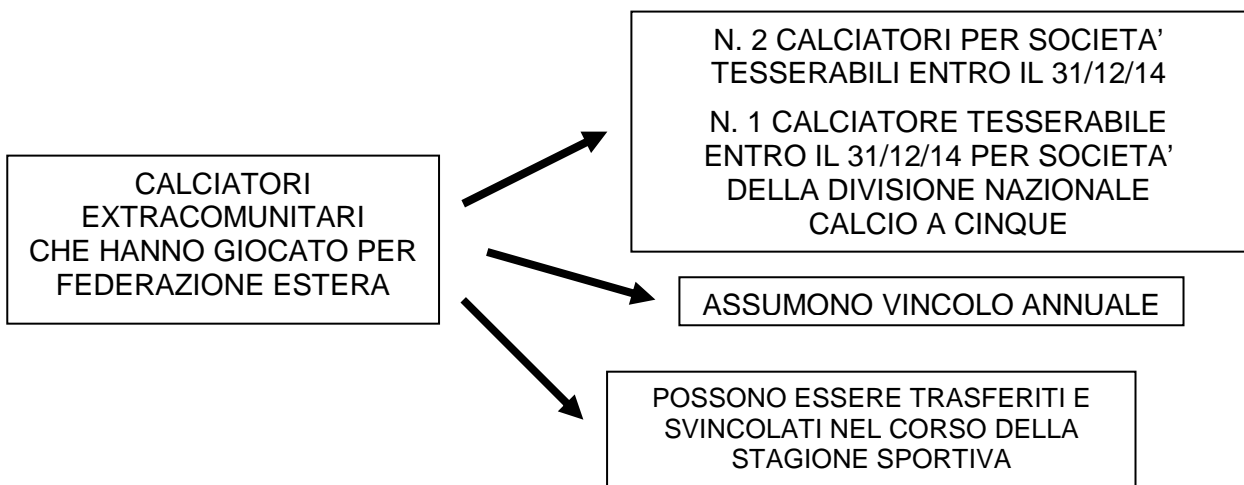 CALCIATORI
EXTRACOMUNITARI
CHE HANNO GIOCATO PER
FEDERAZIONE ESTERA
N. 2 CALCIATORI PER SOCIETA'
TESSERABILI ENTRO IL 31/12/14
N. 1 CALCIATORE TESSERABILE
ENTRO IL 31/12/14 PER SOCIETA'
DELLA DIVISIONE NAZIONALE
CALCIO A CINQUE
ASSUMONO VINCOLO ANNUALE
POSSONO ESSERE TRASFERITI E
SVINCOLATI NEL CORSO DELLA
STAGIONE SPORTIVA